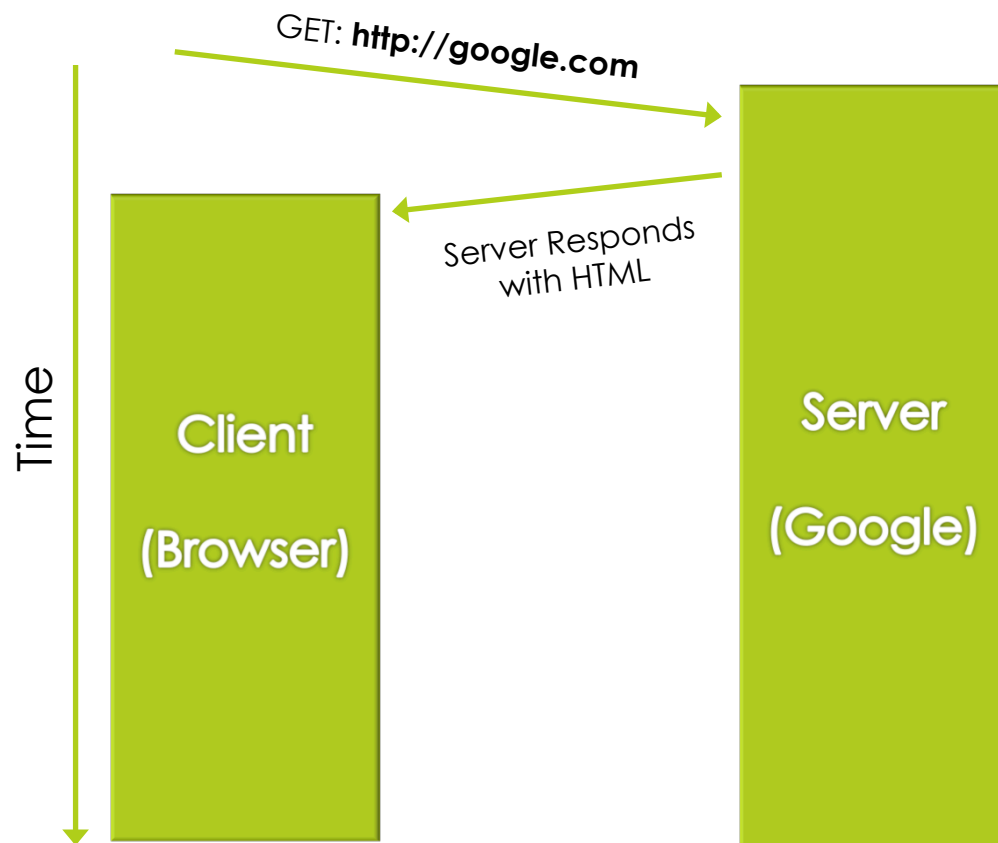 GET: http://google.com
Server Responds
with HTML
Time
Client
(Browser)
Server
(Google)